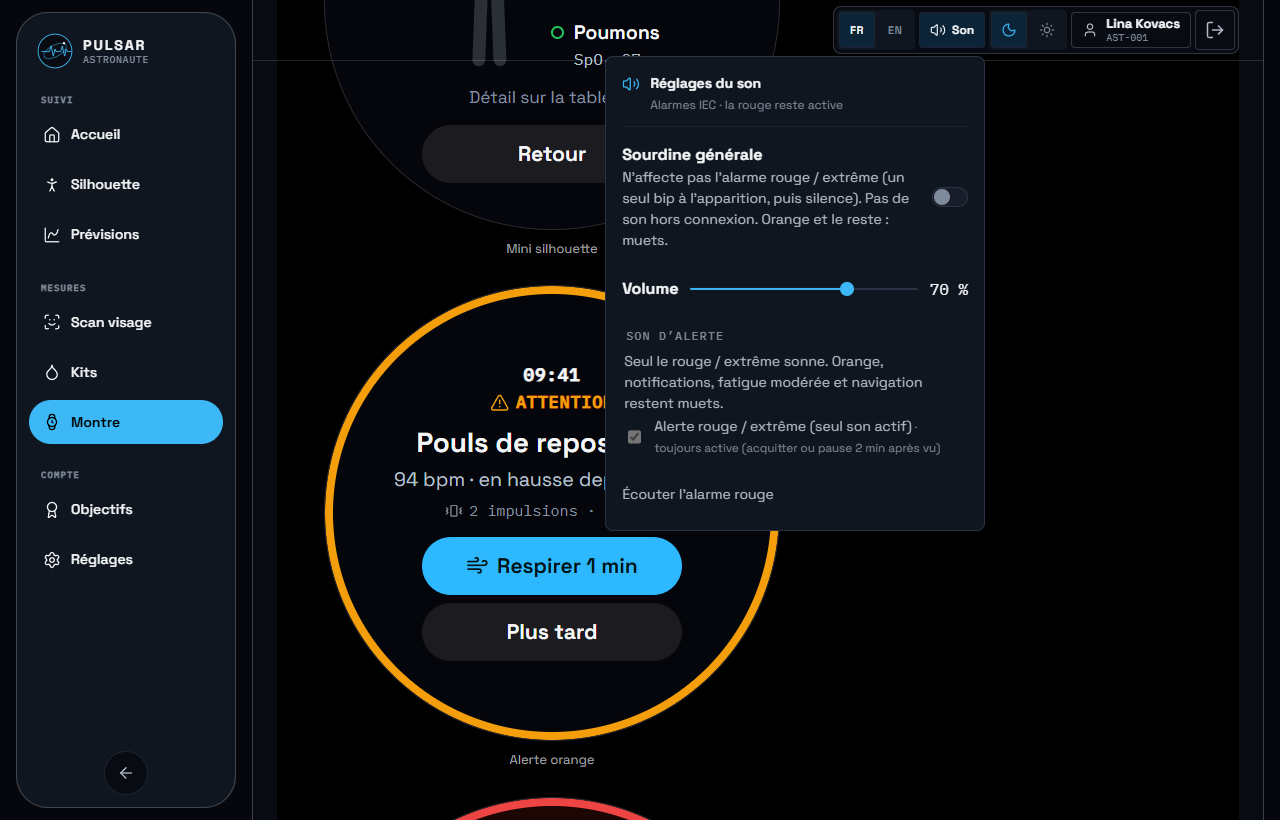 PULSAR
ASTRONAUTE
SUIVI
Accueil
Silhouette
Prévisions
MESURES
Scan visage
Kits
Montre
COMPTE
Objectifs
Réglages
FR
EN
Son
Lina Kovacs
AST-001
Poumons
Détail sur la table
Retour
Mini silhouette
09:41
ATTENTION
Pouls de repos
94 bpm · en hausse
2 impulsions ·
Respirer 1 min
Plus tard
Alerte orange
Réglages du son
Alarmes IEC · la rouge reste active
Sourdine générale
N’affecte pas l’alarme rouge / extrême (un
seul bip à l’apparition, puis silence). Pas de
son hors connexion. Orange et le reste :
muets.
Volume
70 %
SON D’ALERTE
Seul le rouge / extrême sonne. Orange,
notifications, fatigue modérée et navigation
restent muets.
Alerte rouge / extrême (seul son actif) ·
toujours active (acquitter ou pause 2 min après vu)
Écouter l’alarme rouge